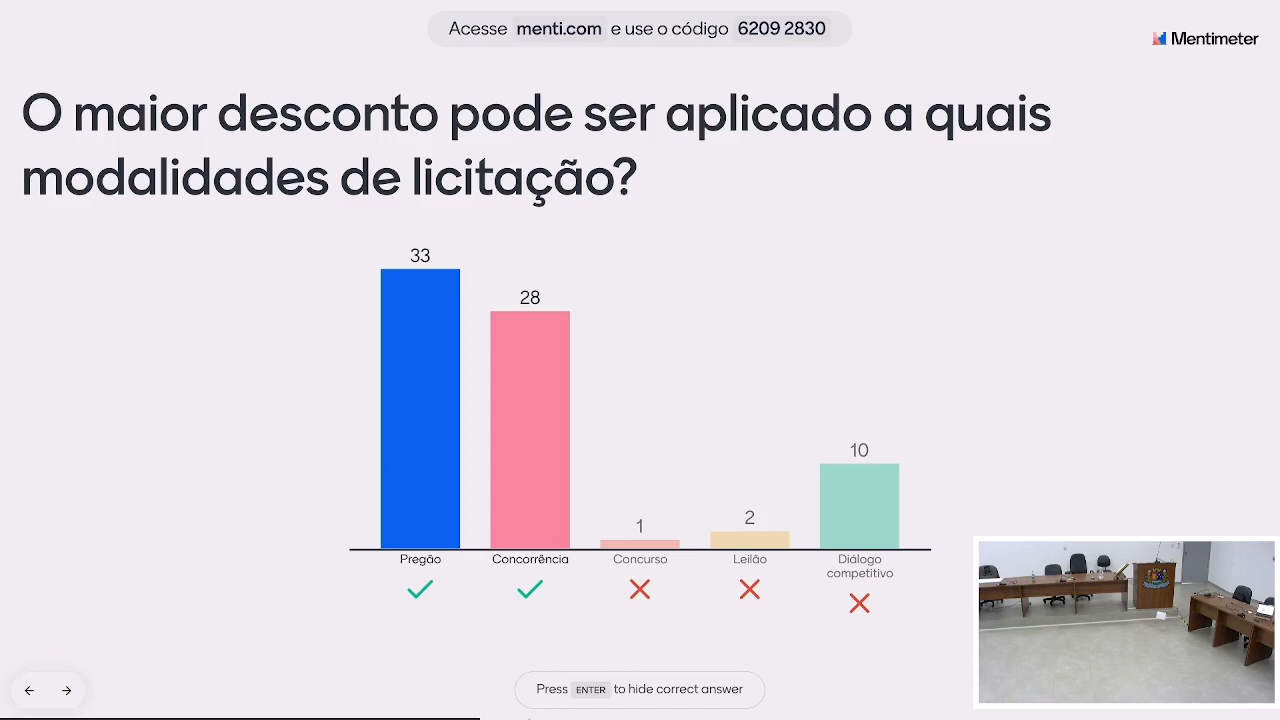 Acesse menti.com e use o código 6209 2830
Mentimeter
O maior desconto pode ser aplicado a quais
modalidades de licitação?
33
28
1
2
10
Pregão
Concorrência
Concurso
Leilão
Diálogo
competitivo
Press ENTER to hide correct answer